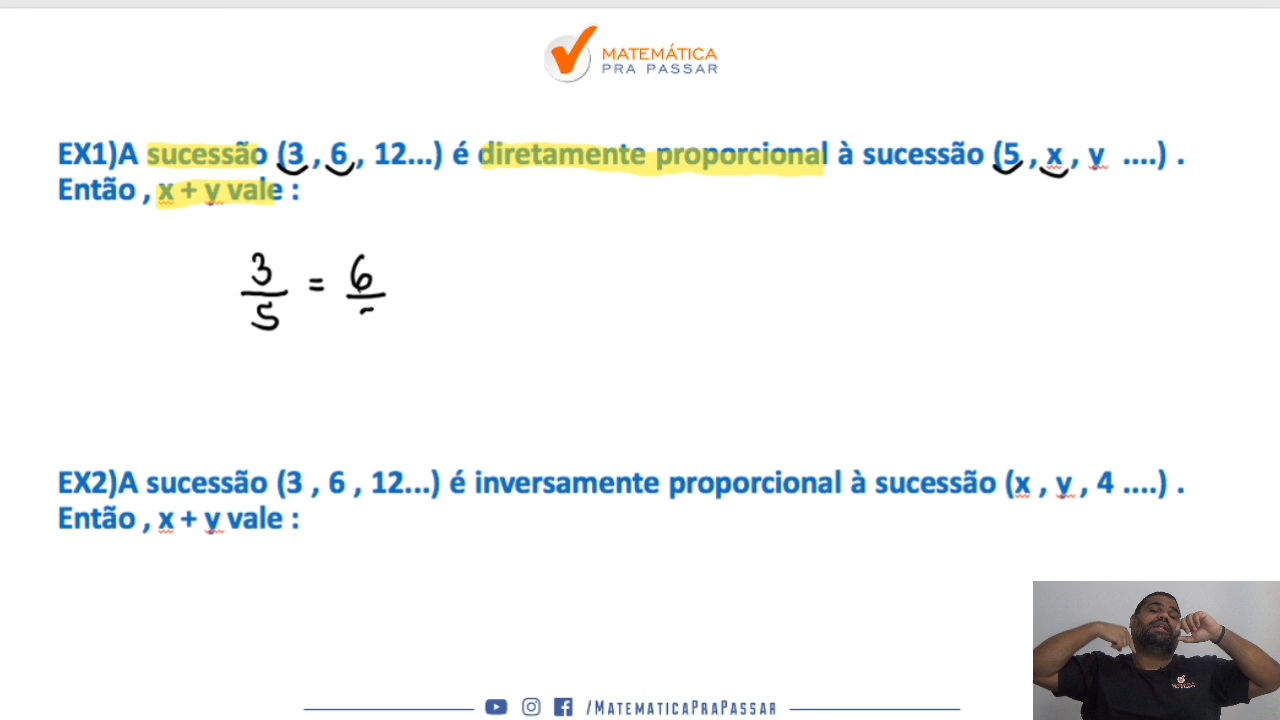 MATEMÁTICA
PRA PASSAR
EX1)A sucessão (3 , 6 , 12...) é diretamente proporcional à sucessão (5 , x , y ....) .
Então , x + y vale :
3/5 = 6/
EX2)A sucessão (3 , 6 , 12...) é inversamente proporcional à sucessão (x , y , 4 ....) .
Então , x + y vale :
/MATEMATICAPRAPASSAR